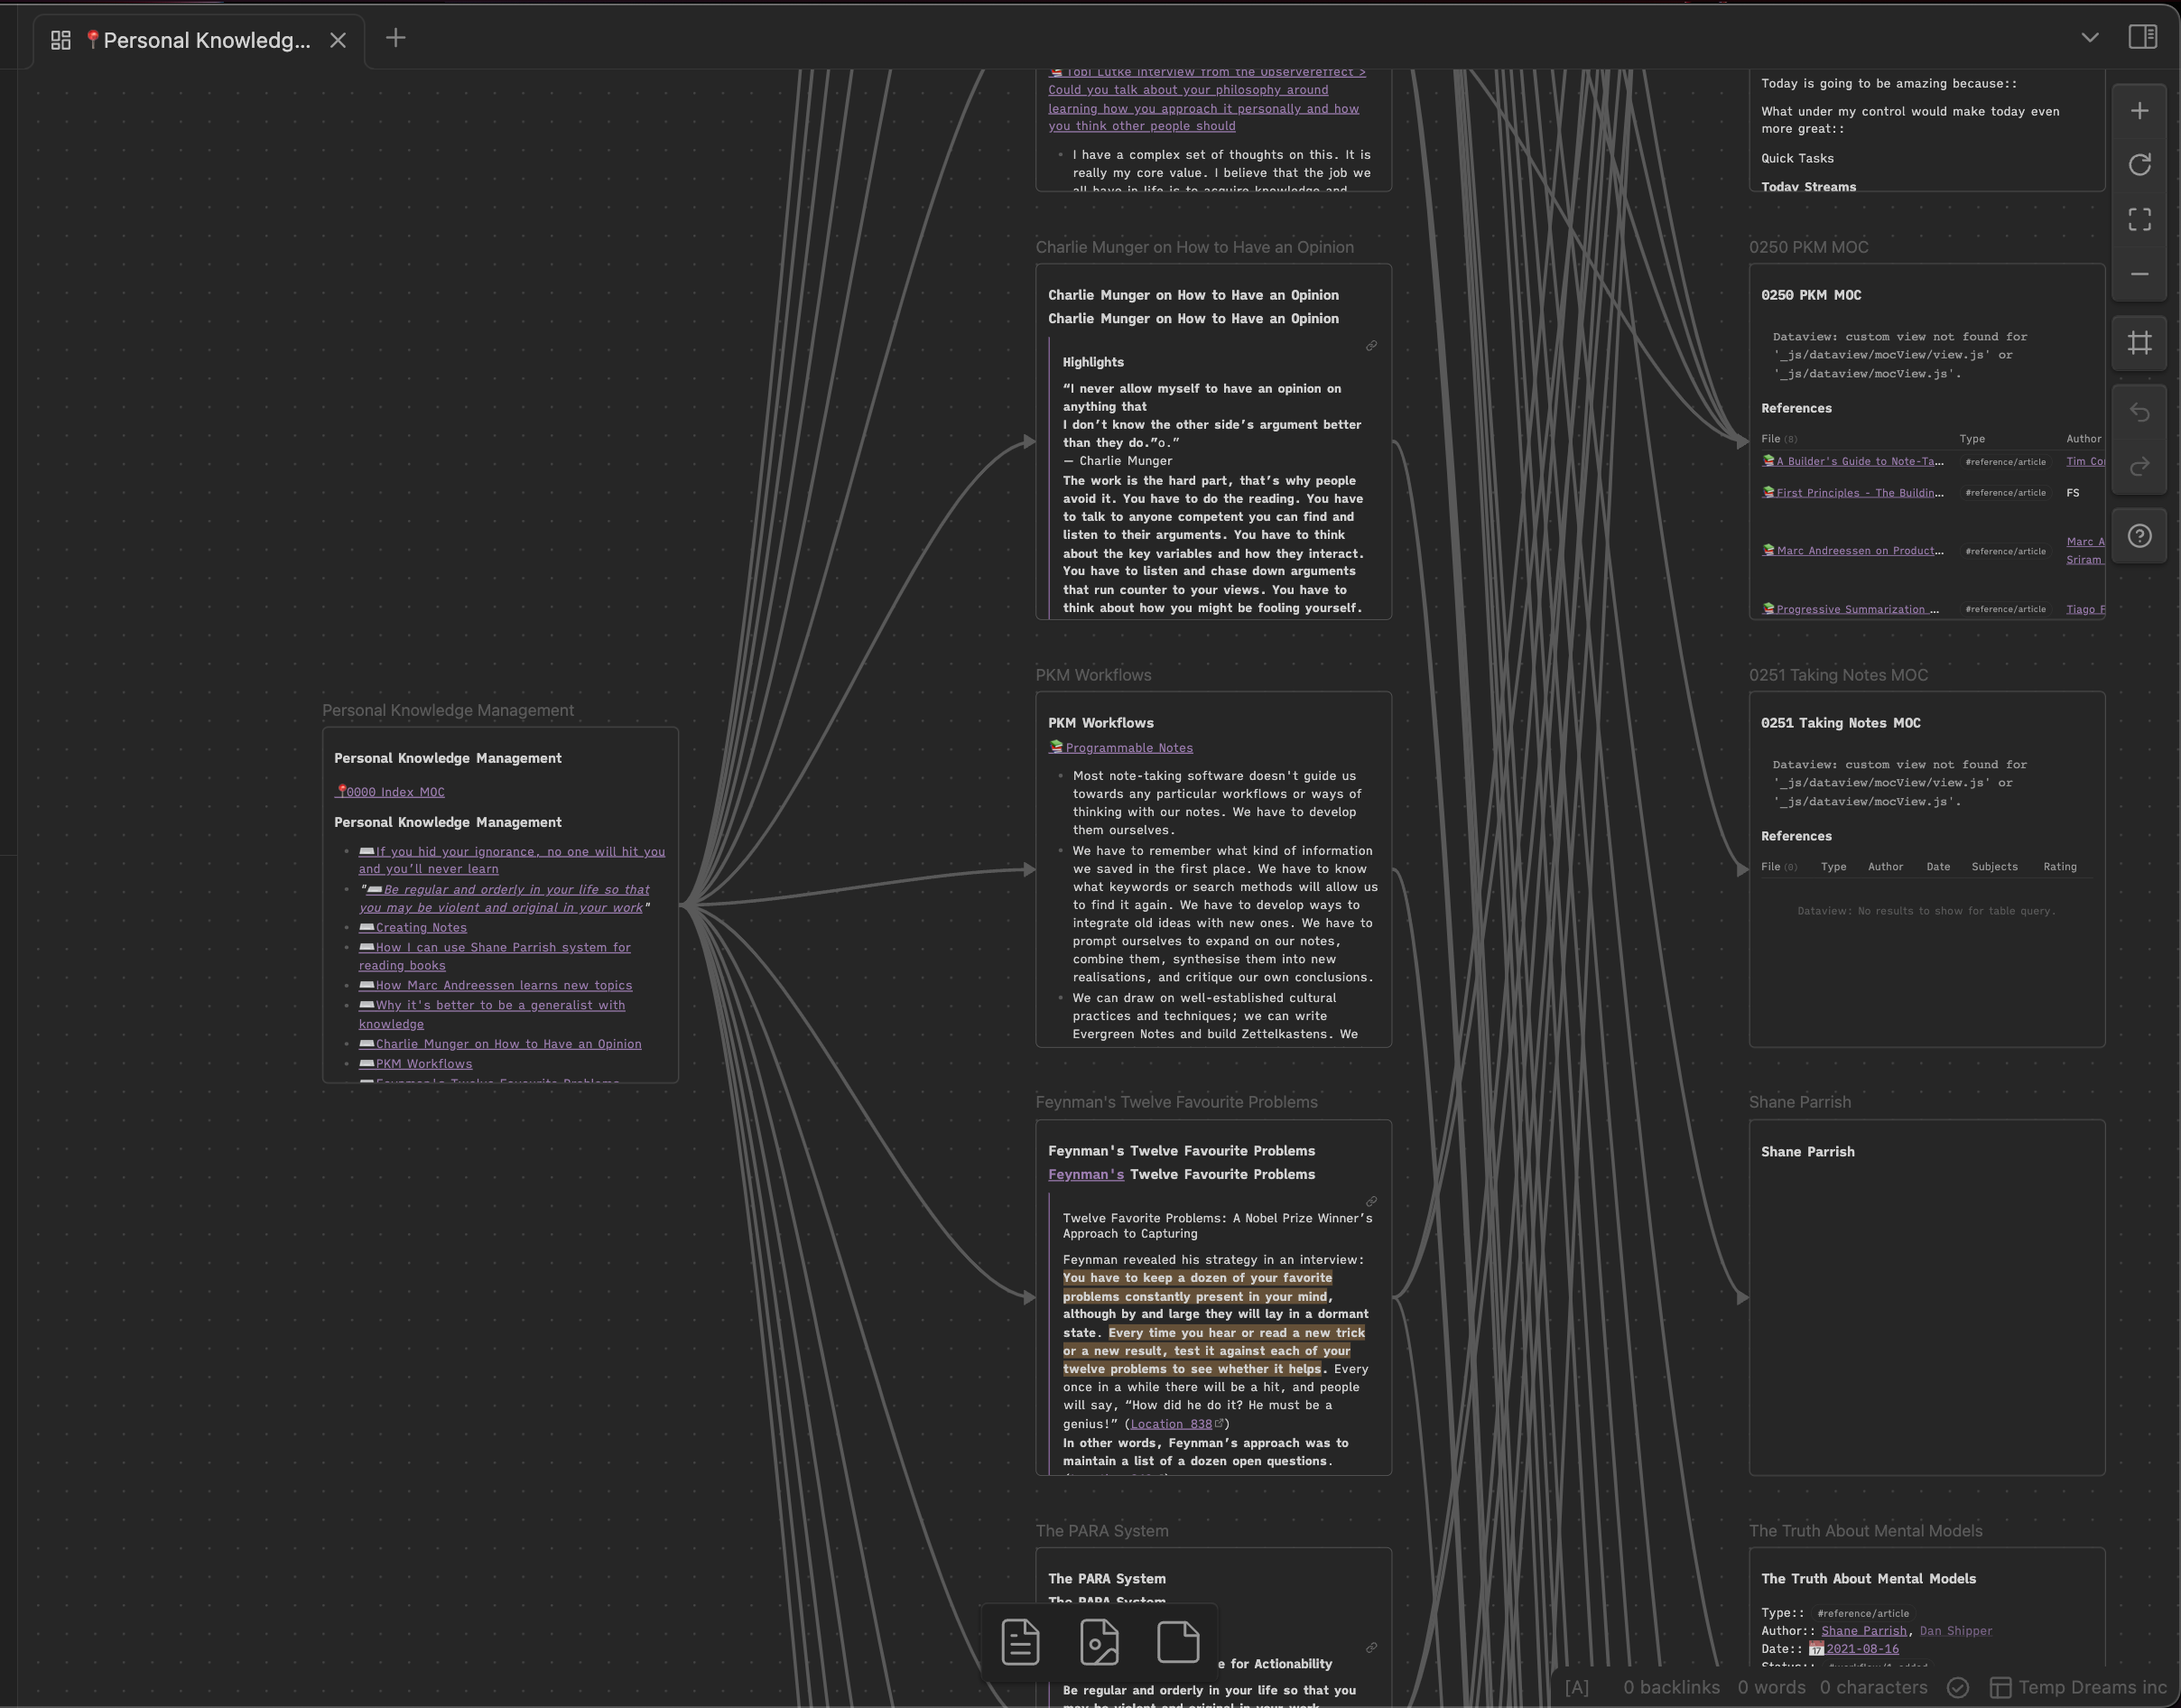 Personal Knowledg...
Tobi Lutke Interview from the Observereffect >
Could you talk about your philosophy around
learning how you approach it personally and how
you think other people should
I have a complex set of thoughts on this. It is
really my core value. I believe that the job we
all have in life is to acquire knowledge and
Today is going to be amazing because::
What under my control would make today even
more great::
Quick Tasks
Today Streams
Charlie Munger on How to Have an Opinion
Charlie Munger on How to Have an Opinion
Charlie Munger on How to Have an Opinion
Highlights
“I never allow myself to have an opinion on
anything that
I don’t know the other side’s argument better
than they do.”o.”
— Charlie Munger
The work is the hard part, that’s why people
avoid it. You have to do the reading. You have
to talk to anyone competent you can find and
listen to their arguments. You have to think
about the key variables and how they interact.
You have to listen and chase down arguments
that run counter to your views. You have to
think about how you might be fooling yourself.
0250 PKM MOC
0250 PKM MOC
Dataview: custom view not found for
'_js/dataview/mocView/view.js' or
'_js/dataview/mocView.js'.
References
File (8) Type Author
A Builder's Guide to Note-Ta... #reference/article Tim Co
First Principles - The Buildin... #reference/article FS
Marc Andreessen on Product... #reference/article Marc A
Sriram
Progressive Summarization ... #reference/article Tiago F
Personal Knowledge Management
Personal Knowledge Management
0000 Index MOC
Personal Knowledge Management
If you hid your ignorance, no one will hit you
and you’ll never learn
"Be regular and orderly in your life so that
you may be violent and original in your work"
Creating Notes
How I can use Shane Parrish system for
reading books
How Marc Andreessen learns new topics
Why it's better to be a generalist with
knowledge
Charlie Munger on How to Have an Opinion
PKM Workflows
Feynman's Twelve Favourite Problems
PKM Workflows
PKM Workflows
Programmable Notes
Most note-taking software doesn't guide us
towards any particular workflows or ways of
thinking with our notes. We have to develop
them ourselves.
We have to remember what kind of information
we saved in the first place. We have to know
what keywords or search methods will allow us
to find it again. We have to develop ways to
integrate old ideas with new ones. We have to
prompt ourselves to expand on our notes,
combine them, synthesise them into new
realisations, and critique our own conclusions.
We can draw on well-established cultural
practices and techniques; we can write
Evergreen Notes and build Zettelkastens. We
0251 Taking Notes MOC
0251 Taking Notes MOC
Dataview: custom view not found for
'_js/dataview/mocView/view.js' or
'_js/dataview/mocView.js'.
References
File (0) Type Author Date Subjects Rating
Dataview: No results to show for table query.
Feynman's Twelve Favourite Problems
Feynman's Twelve Favourite Problems
Feynman's Twelve Favourite Problems
Twelve Favorite Problems: A Nobel Prize Winner’s
Approach to Capturing
Feynman revealed his strategy in an interview:
You have to keep a dozen of your favorite
problems constantly present in your mind,
although by and large they will lay in a dormant
state. Every time you hear or read a new trick
or a new result, test it against each of your
twelve problems to see whether it helps. Every
once in a while there will be a hit, and people
will say, “How did he do it? He must be a
genius!” (Location 838)
In other words, Feynman’s approach was to
maintain a list of a dozen open questions.
Shane Parrish
Shane Parrish
The PARA System
The PARA System
The PARA System
e for Actionability
Be regular and orderly in your life so that you
may be violent and original in your work
The Truth About Mental Models
The Truth About Mental Models
Type:: #reference/article
Author:: Shane Parrish, Dan Shipper
Date:: 17 2021-08-16
Status::
[A] 0 backlinks 0 words 0 characters Temp Dreams inc